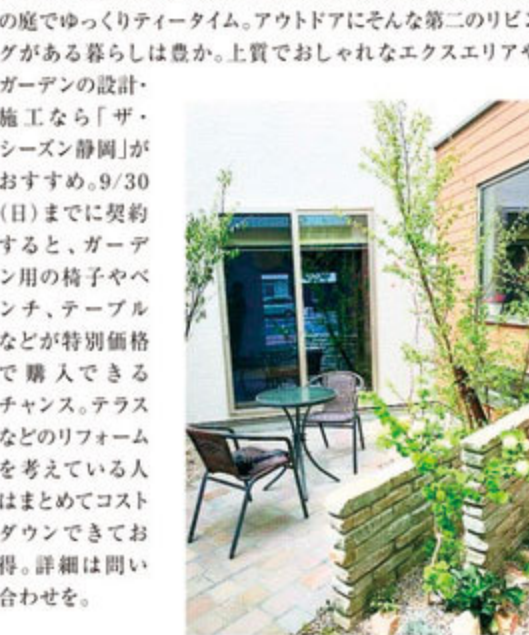 の庭でゆっくりティータイム。アウトドアにそんな第二のリビ
グがある暮らしは豊か。上質でおしゃれなエクステリアや
ガーデンの設計・
施工なら「ザ・
シーズン静岡」が
おすすめ。9/30
(日)までに契約
すると、ガーデ
ン用の椅子やベ
ンチ、テーブル
などが特別価格
で購入できる
チャンス。テラス
などのリフォーム
を考えている人
はまとめてコスト
ダウンできてお
得。詳細は問い
合わせを。